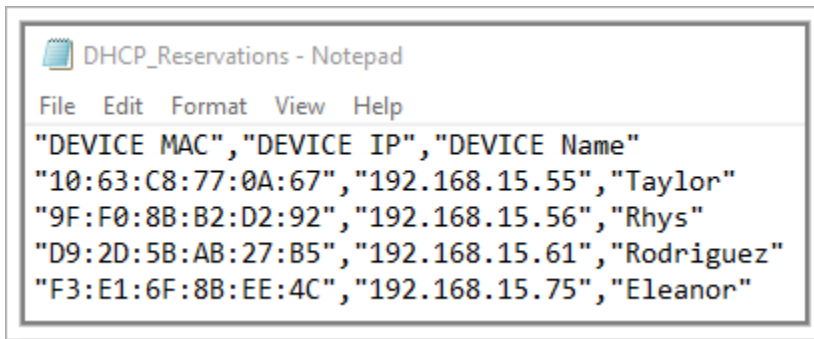 DHCP_Reservations - Notepad
File Edit Format View Help
"DEVICE MAC","DEVICE IP","DEVICE Name"
"10:63:C8:77:0A:67","192.168.15.55","Taylor"
"9F:F0:8B:B2:D2:92","192.168.15.56","Rhys"
"D9:2D:5B:AB:27:B5","192.168.15.61","Rodriguez"
"F3:E1:6F:8B:EE:4C","192.168.15.75","Eleanor"